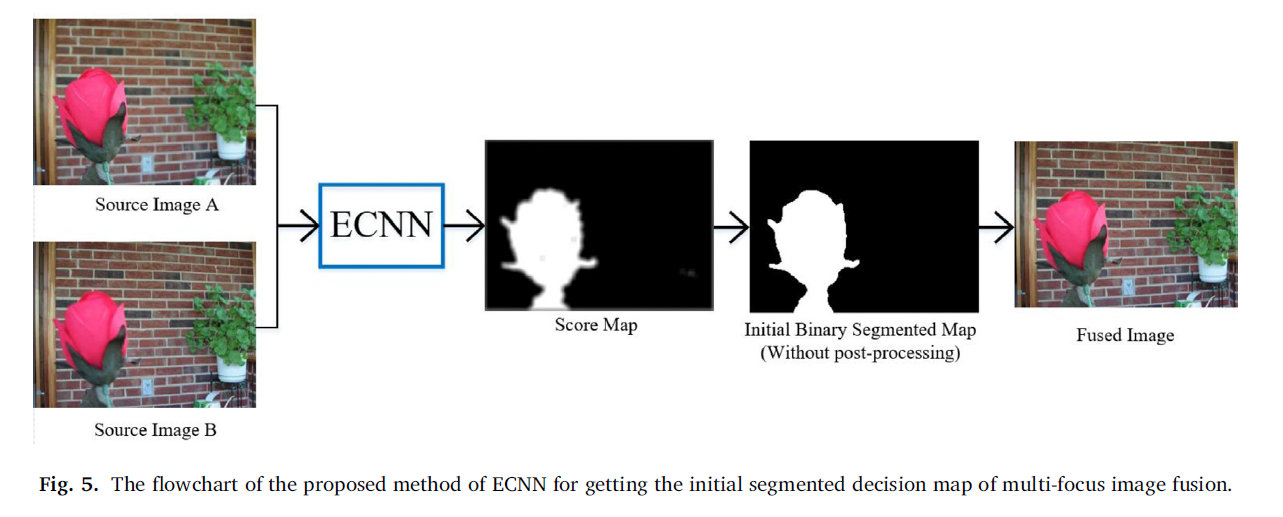 Source Image A
ECNN
Score Map
Initial Binary Segmented Map
(Without post-processing)
Fused Image
Source Image B
Fig. 5. The flowchart of the proposed method of ECNN for getting the initial segmented decision map of multi-focus image fusion.